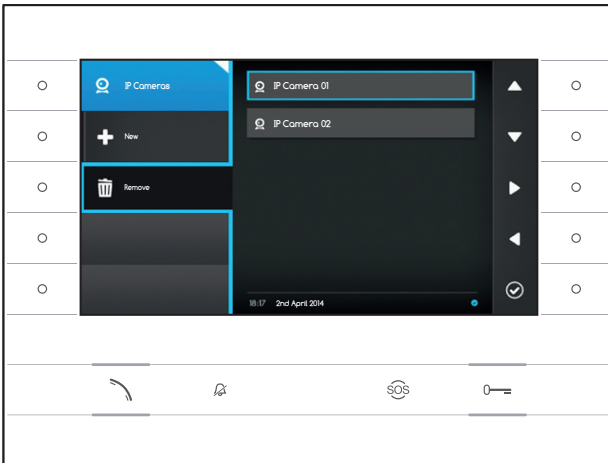 IP Cameras
New
Remove
IP Camera 01
IP Camera 02
18:17 2nd April 2014
SOS